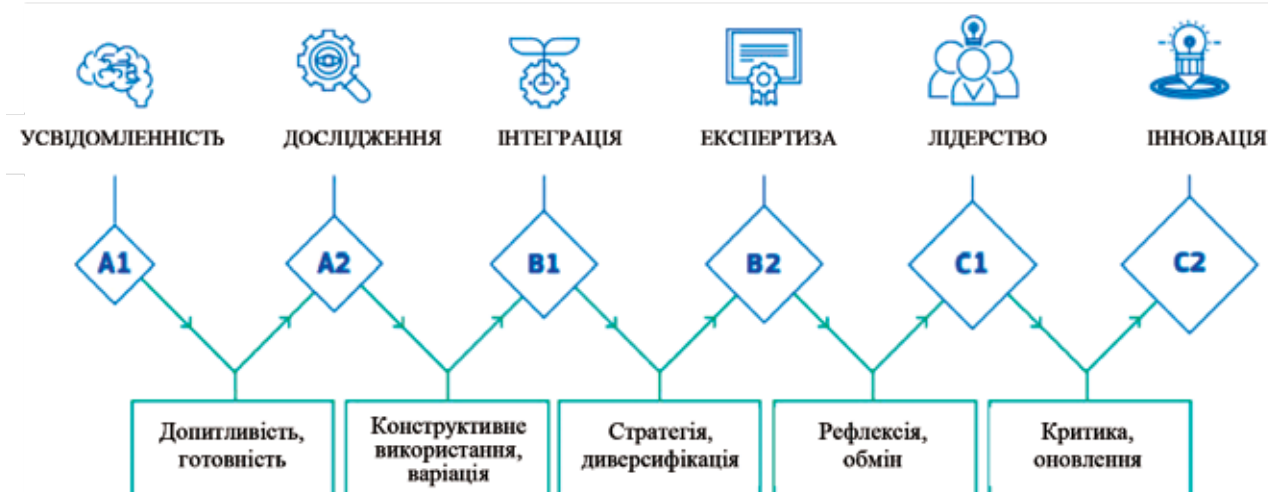 УСВІДОМЛЕННІСТЬ
ДОСЛІДЖЕННЯ
ІНТЕГРАЦІЯ
ЕКСПЕРТИЗА
ЛІДЕРСТВО
ІННОВАЦІЯ
A1
A2
B1
B2
C1
C2
Допитливість,
готовність
Конструктивне
використання,
варіація
Стратегія,
диверсифікація
Рефлексія,
обмін
Критика,
оновлення